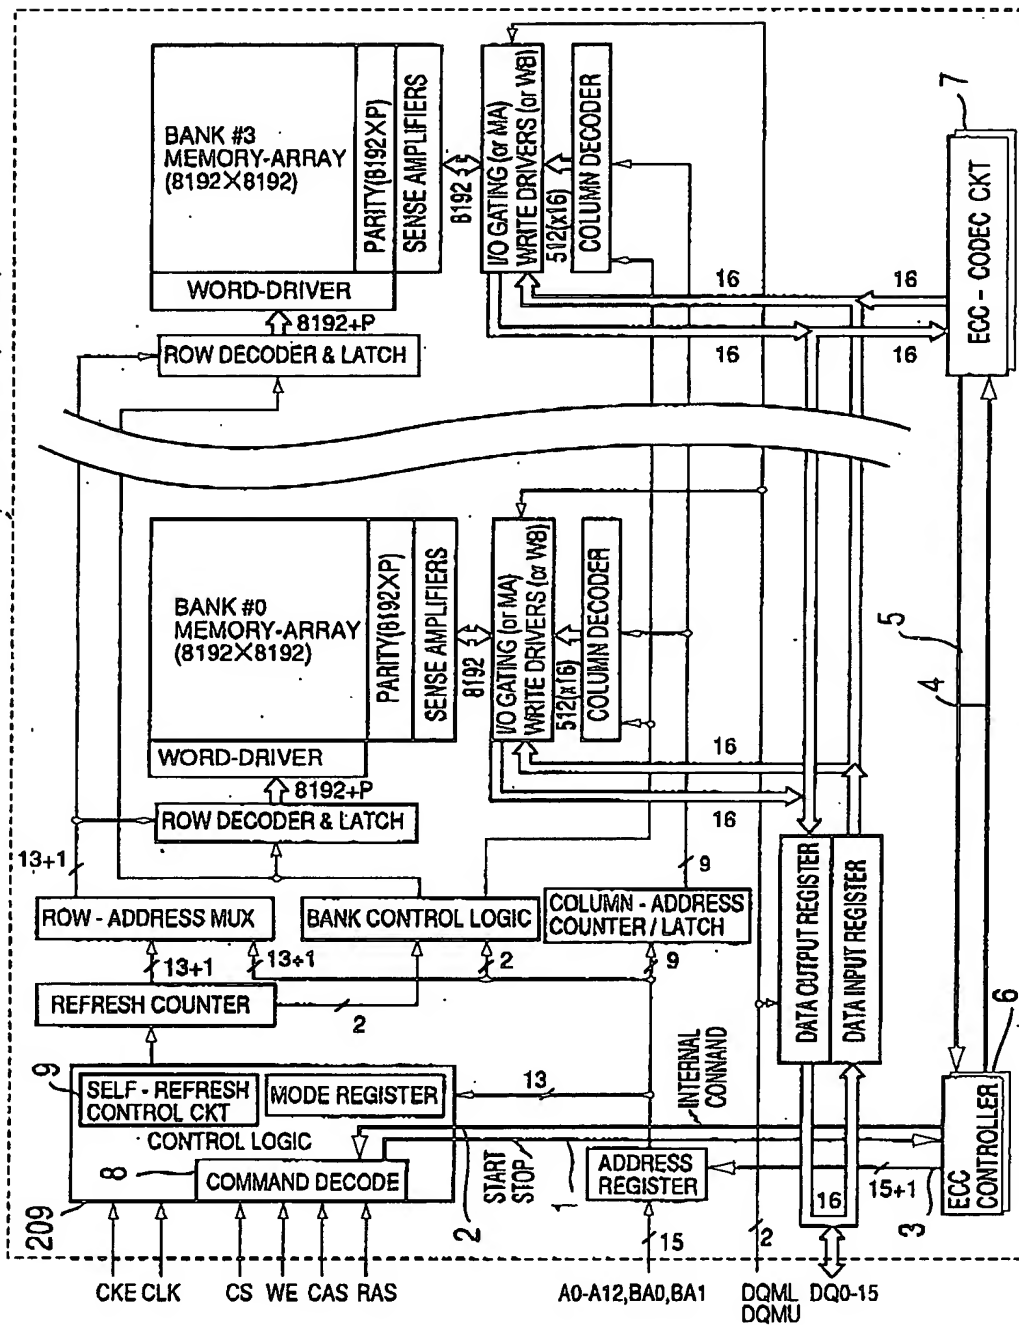 BANK #3
MEMORY-ARRAY
(8192X8192)
PARITY(8192XP)
SENSE AMPLIFIERS
8192
I/O GATING (or MA)
WRITE DRIVERS (or WB)
512(x16)
COLUMN DECODER
WORD-DRIVER
8192+P
ROW DECODER & LATCH
16
16
16
16
7
ECC - CODEC CKT
BANK #0
MEMORY-ARRAY
(8192X8192)
PARITY(8192XP)
SENSE AMPLIFIERS
8192
I/O GATING (or MA)
WRITE DRIVERS (or WB)
512(x16)
COLUMN DECODER
WORD-DRIVER
8192+P
ROW DECODER & LATCH
16
16
5
4
13+1
9
ROW - ADDRESS MUX
BANK CONTROL LOGIC
COLUMN - ADDRESS
COUNTER / LATCH
13+1
13+1
2
9
REFRESH COUNTER
2
DATA OUTPUT REGISTER
DATA INPUT REGISTER
9
SELF - REFRESH
CONTROL CKT
MODE REGISTER
CONTROL LOGIC
8
COMMAND DECODE
209
13
INTERNAL
CONNAND
START
STOP
2
1
ADDRESS
REGISTER
15
15+1
3
6
ECC
CONTROLLER
16
2
CKE
CLK
CS
WE
CAS
RAS
A0-A12,BA0,BA1
DQML
DQMU
DQ0-15